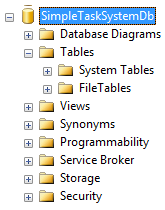 SimpleTaskSystemDb
Database Diagrams
Tables
System Tables
FileTables
Views
Synonyms
Programmability
Service Broker
Storage
Security